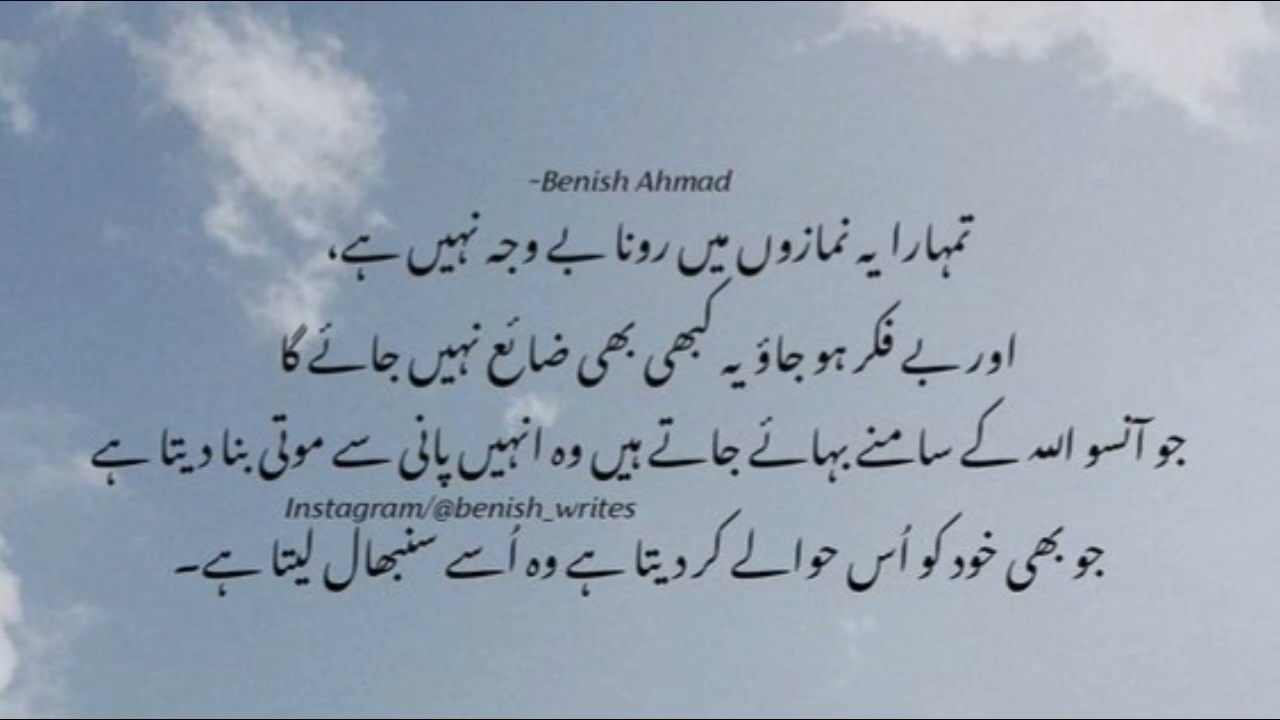 -Benish Ahmad
تمہارا یہ نمازوں میں رونا بے وجہ نہیں ہے،
اور بے فکر ہو جاؤ یہ کبھی بھی ضائع نہیں جائے گا
جو آنسو اللہ کے سامنے بہائے جاتے ہیں وہ انہیں پانی سے موتی بنا دیتا ہے
Instagram/@benish_writes
جو بھی خود کو اُس حوالے کر دیتا ہے وہ اُسے سنبھال لیتا ہے۔